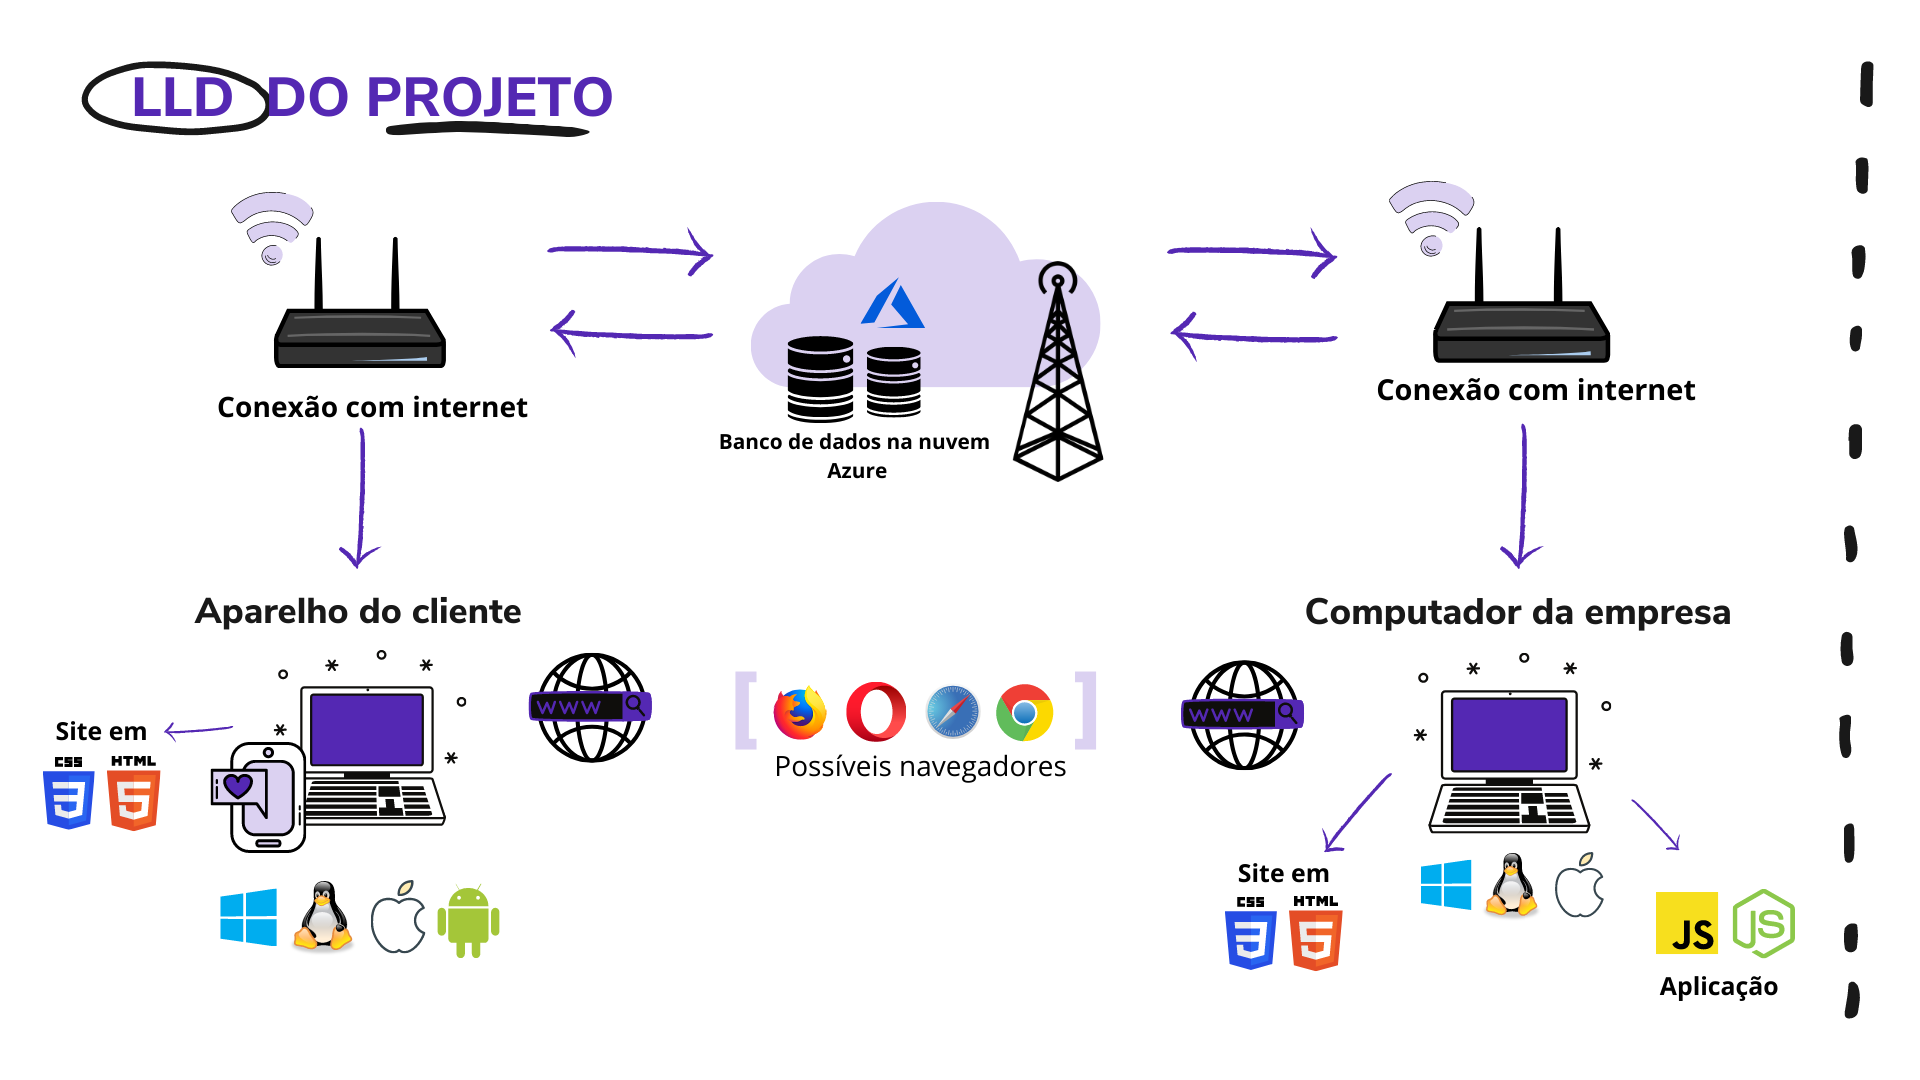 LLD DO PROJETO
Conexão com internet
Banco de dados na nuvem
Azure
Conexão com internet
Aparelho do cliente
Computador da empresa
Site em
CSS HTML
www
Possíveis navegadores
www
Site em
CSS HTML
JS JS
Aplicação